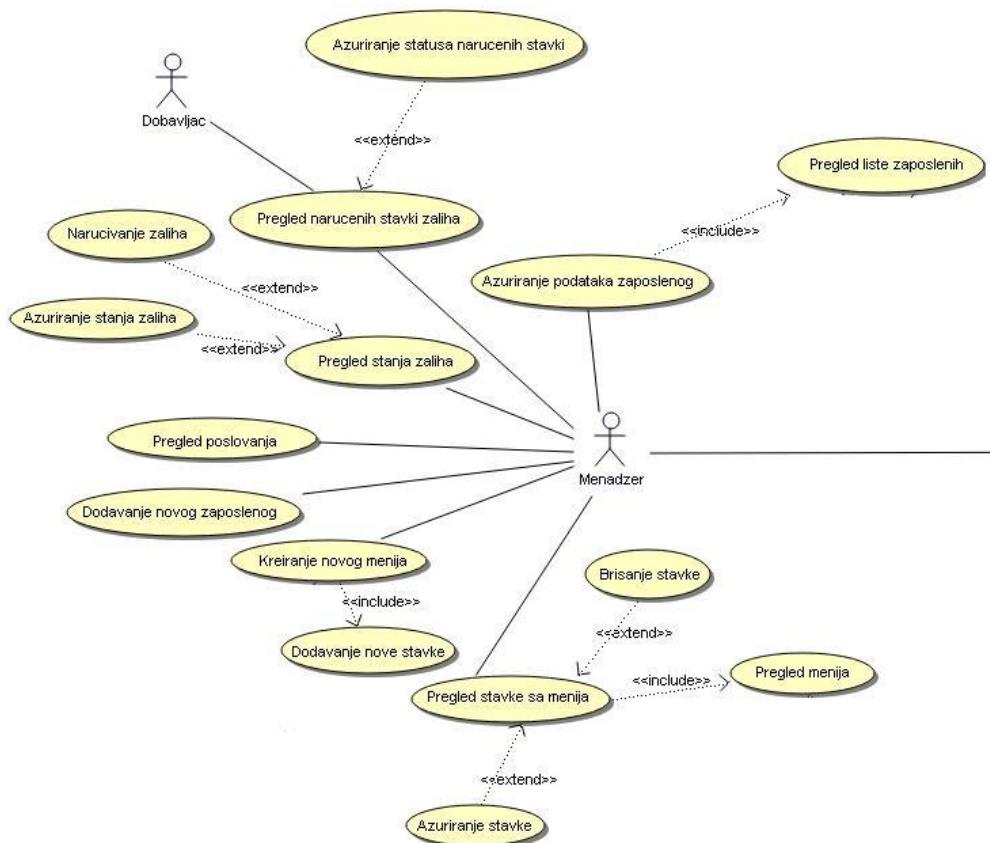 Azuriranje statusa narucenih stavki
Dobavljac
<<extend>>
Pregled liste zaposlenih
Pregled narucenih stavki zaliha
Narucivanje zaliha
<<include>>
Azuriranje podataka zaposlenog
<<extend>>
Azuriranje stanja zaliha
<<extend>>
Pregled stanja zaliha
Pregled poslovanja
Menadzer
Dodavanje novog zaposlenog
Kreiranje novog menija
Brisanje stavke
<<include>>
<<extend>>
Dodavanje nove stavke
Pregled menija
<<include>>
Pregled stavke sa menija
<<extend>>
Azuriranje stavke